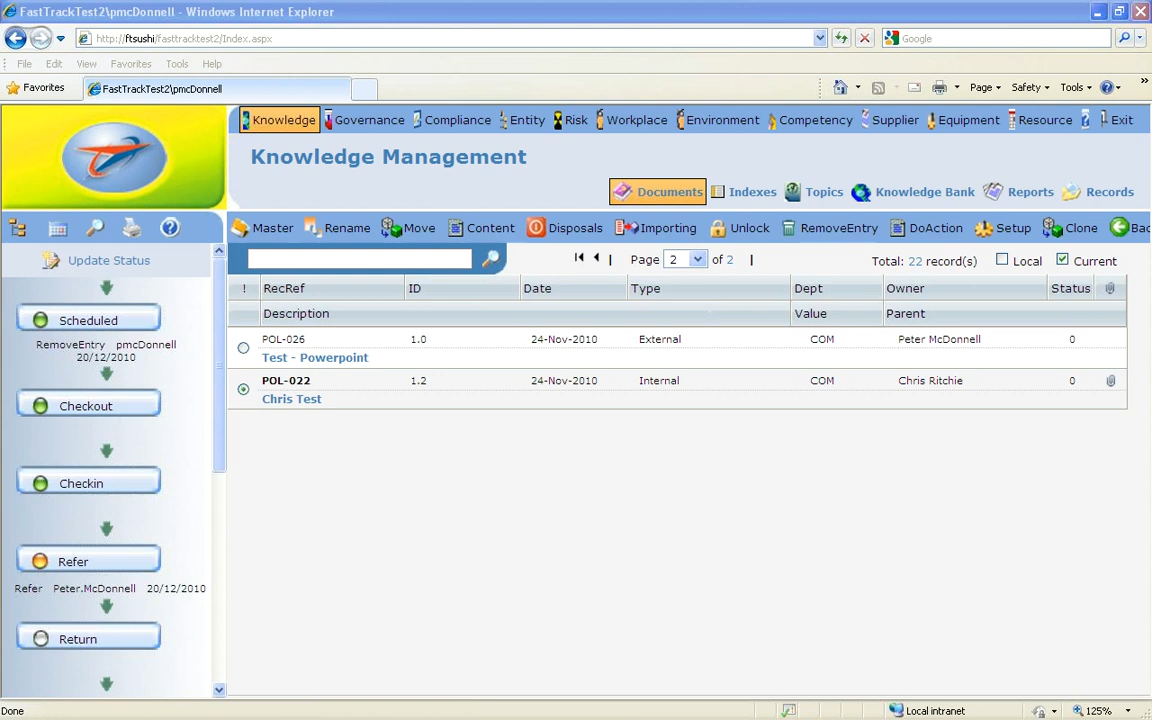 FastTrackTest2\pmcDonnell - Windows Internet Explorer
http://ftsushi/fasttracktest2/Index.aspx
Google
File Edit View Favorites Tools Help
Favorites FastTrackTest2\pmcDonnell Page Safety Tools
Knowledge Governance Compliance Entity Risk Workplace Environment Competency Supplier Equipment Resource Exit
Knowledge Management
Documents Indexes Topics Knowledge Bank Reports Records
Master Rename Move Content Disposals Importing Unlock RemoveEntry DoAction Setup Clone Bac
Update Status
Page 2 of 2 Total: 22 record(s) Local Current
! RecRef ID Date Type Dept Owner Status
Description Value Parent
POL-026 1.0 24-Nov-2010 External COM Peter McDonnell 0
Test - Powerpoint
POL-022 1.2 24-Nov-2010 Internal COM Chris Ritchie 0
Chris Test
Scheduled
RemoveEntry pmcDonnell
20/12/2010
Checkout
Checkin
Refer
Refer Peter.McDonnell 20/12/2010
Return
Done Local intranet 125%